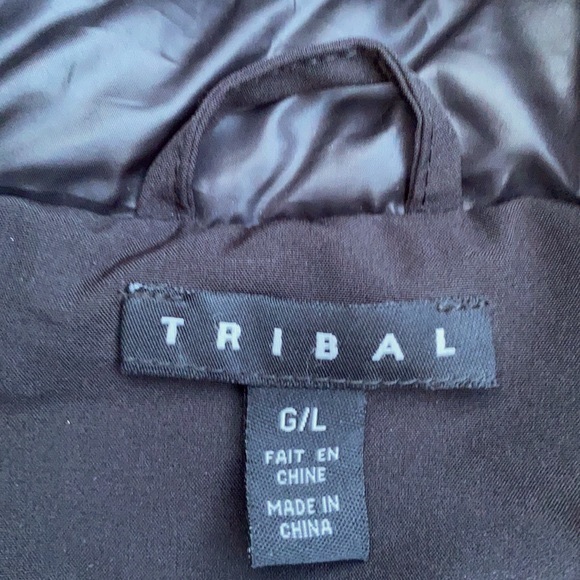 TRIBAL
G/L
FAIT EN
CHINE
MADE IN
CHINA